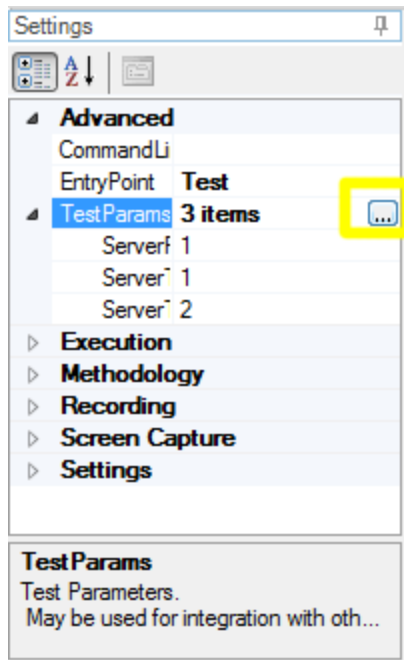 Settings
Advanced
CommandLi
EntryPoint Test
TestParams 3 items ...
ServerF 1
ServerT 1
ServerT 2
Execution
Methodology
Recording
Screen Capture
Settings
TestParams
Test Parameters.
May be used for integration with oth...